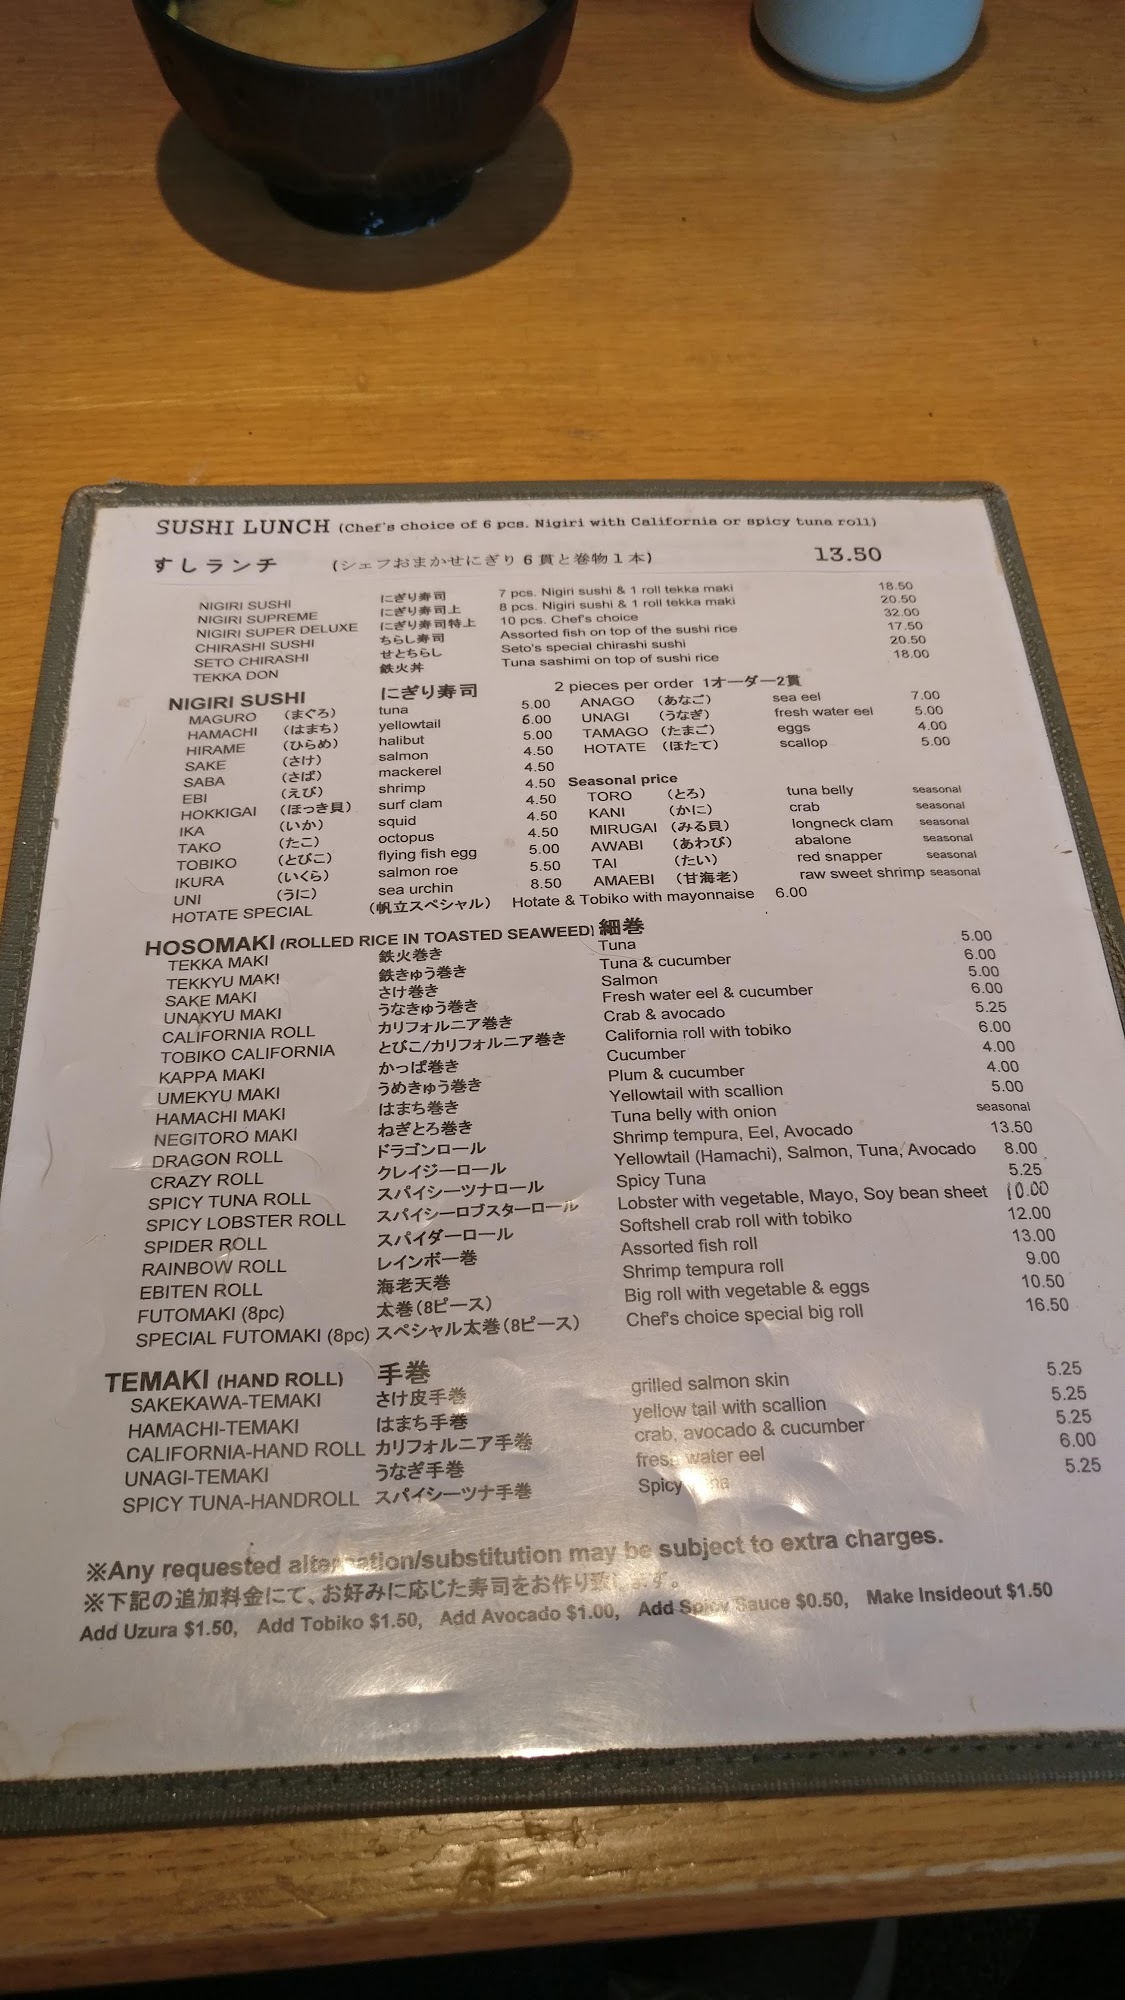 SUSHI LUNCH (Chef's choice of 6 pcs. Nigiri with California or spicy tuna roll)
すしランチ (シェフおまかせにぎり6貫と巻物1本) 13.50
NIGIRI SUSHI にぎり寿司 7 pcs. Nigiri sushi & 1 roll tekka maki 18.50
NIGIRI SUPREME にぎり寿司上 8 pcs. Nigiri sushi & 1 roll tekka maki 20.50
NIGIRI SUPER DELUXE にぎり寿司特上 10 pcs. Chef's choice 32.00
CHIRASHI SUSHI ちらし寿司 Assorted fish on top of the sushi rice 17.50
SETO CHIRASHI せとちらし Seto's special chirashi sushi 20.50
TEKKA DON 鉄火丼 Tuna sashimi on top of sushi rice 18.00
NIGIRI SUSHI にぎり寿司 2 pieces per order 1オーダー2貫
MAGURO (まぐろ) tuna 5.00
HAMACHI (はまち) yellowtail 6.00
HIRAME (ひらめ) halibut 5.00
SAKE (さけ) salmon 4.50
SABA (さば) mackerel 4.50
EBI (えび) shrimp 4.50
HOKKIGAI (ほっき貝) surf clam 4.50
IKA (いか) squid 4.50
TAKO (たこ) octopus 4.50
TOBIKO (とびこ) flying fish egg 5.00
IKURA (いくら) salmon roe 5.50
UNI (うに) sea urchin 8.50
HOTATE SPECIAL (帆立スペシャル) Hotate & Tobiko with mayonnaise 6.00
ANAGO (あなご) sea eel 7.00
UNAGI (うなぎ) fresh water eel 5.00
TAMAGO (たまご) eggs 4.00
HOTATE (ほたて) scallop 5.00
Seasonal price
TORO (とろ) tuna belly seasonal
KANI (かに) crab seasonal
MIRUGAI (みる貝) longneck clam seasonal
AWABI (あわび) abalone seasonal
TAI (たい) red snapper seasonal
AMAEBI (甘海老) raw sweet shrimp seasonal
HOSOMAKI (ROLLED RICE IN TOASTED SEAWEED) 細巻
TEKKA MAKI 鉄火巻き Tuna 5.00
TEKKYU MAKI 鉄きゅう巻き Tuna & cucumber 6.00
SAKE MAKI さけ巻き Salmon 5.00
UNAKYU MAKI うなきゅう巻き Fresh water eel & cucumber 6.00
CALIFORNIA ROLL カリフォルニア巻き Crab & avocado 5.25
TOBIKO CALIFORNIA とびこ/カリフォルニア巻き California roll with tobiko 6.00
KAPPA MAKI かっぱ巻き Cucumber 4.00
UMEKYU MAKI うめきゅう巻き Plum & cucumber 4.00
HAMACHI MAKI はまち巻き Yellowtail with scallion 5.00
NEGITORO MAKI ねぎとろ巻き Tuna belly with onion seasonal
DRAGON ROLL ドラゴンロール Shrimp tempura, Eel, Avocado 13.50
CRAZY ROLL クレイジーロール Yellowtail (Hamachi), Salmon, Tuna, Avocado 8.00
SPICY TUNA ROLL スパイシーツナロール Spicy Tuna 5.25
SPICY LOBSTER ROLL スパイシーロブスターロール Lobster with vegetable, Mayo, Soy bean sheet 10.00
SPIDER ROLL スパイダーロール Softshell crab roll with tobiko 12.00
RAINBOW ROLL レインボー巻 Assorted fish roll 13.00
EBITEN ROLL 海老天巻 Shrimp tempura roll 9.00
FUTOMAKI (8pc) 太巻(8ピース) Big roll with vegetable & eggs 10.50
SPECIAL FUTOMAKI (8pc) スペシャル太巻(8ピース) Chef's choice special big roll 16.50
TEMAKI (HAND ROLL) 手巻
SAKEKAWA-TEMAKI さけ皮手巻 grilled salmon skin 5.25
HAMACHI-TEMAKI はまち手巻 yellow tail with scallion 5.25
CALIFORNIA-HAND ROLL カリフォルニア手巻 crab, avocado & cucumber 5.25
UNAGI-TEMAKI うなぎ手巻 fresh water eel 6.00
SPICY TUNA-HANDROLL スパイシーツナ手巻 Spicy 5.25
※Any requested alternation/substitution may be subject to extra charges.
※下記の追加料金にて、お好みに応じた寿司をお作り致します。
Add Uzura $1.50, Add Tobiko $1.50, Add Avocado $1.00, Add Spicy Sauce $0.50, Make Insideout $1.50